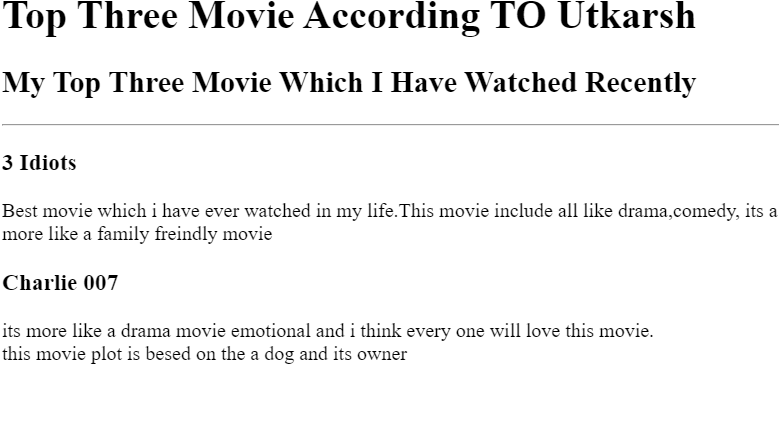 Top Three Movie According TO Utkarsh
My Top Three Movie Which I Have Watched Recently
3 Idiots
Best movie which i have ever watched in my life.This movie include all like drama,comedy, its a
more like a family freindly movie
Charlie 007
its more like a drama movie emotional and i think every one will love this movie.
this movie plot is besed on the a dog and its owner